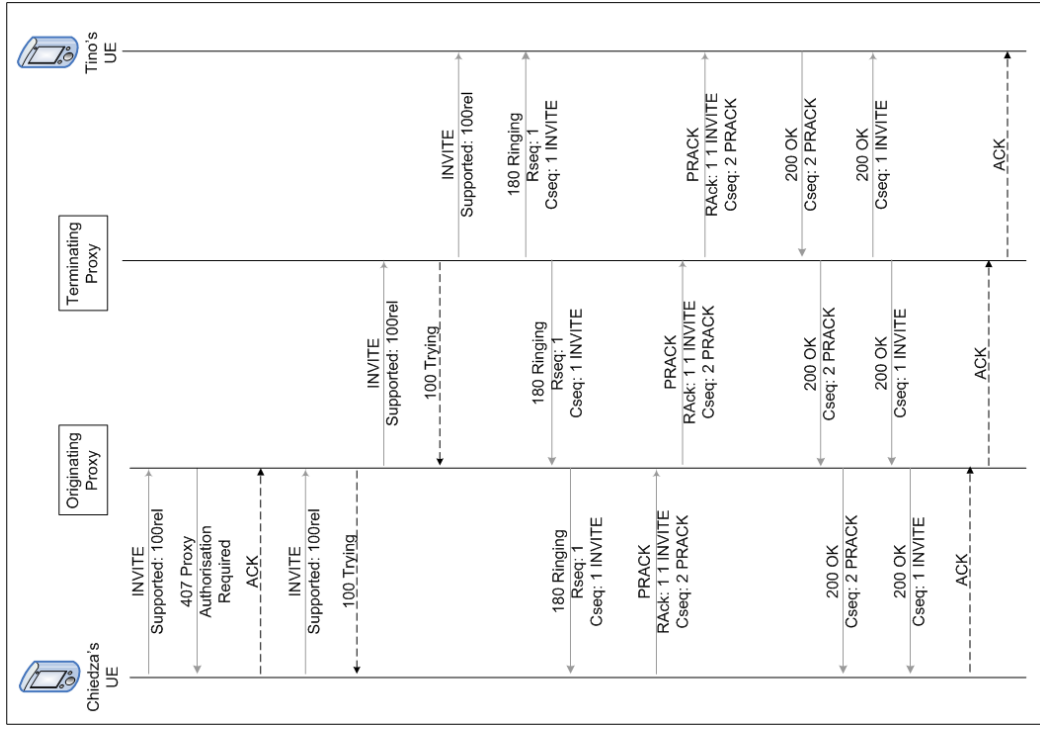 Chiedza's
UE
Originating
Proxy
Terminating
Proxy
Tino's
UE
INVITE
Supported: 100rel
407 Proxy
Authorisation
Required
ACK
INVITE
Supported: 100rel
100 Trying
INVITE
Supported: 100rel
100 Trying
INVITE
Supported: 100rel
180 Ringing
Rseq: 1
Cseq: 1 INVITE
180 Ringing
Rseq: 1
Cseq: 1 INVITE
180 Ringing
Rseq: 1
Cseq: 1 INVITE
PRACK
RAck: 1 1 INVITE
Cseq: 2 PRACK
PRACK
RAck: 1 1 INVITE
Cseq: 2 PRACK
PRACK
RAck: 1 1 INVITE
Cseq: 2 PRACK
200 OK
Cseq: 2 PRACK
200 OK
Cseq: 2 PRACK
200 OK
Cseq: 2 PRACK
200 OK
Cseq: 1 INVITE
200 OK
Cseq: 1 INVITE
200 OK
Cseq: 1 INVITE
ACK
ACK
ACK